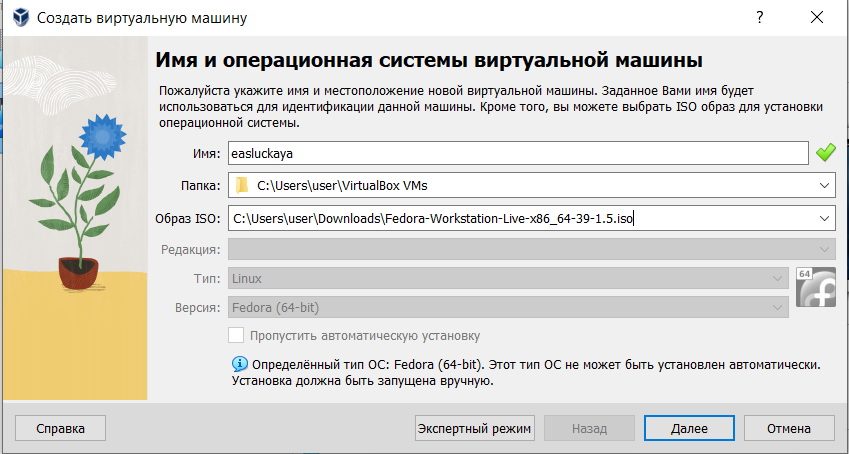 Создать виртуальную машину
?
Имя и операционная системы виртуальной машины
Пожалуйста укажите имя и местоположение новой виртуальной машины. Заданное Вами имя будет
использоваться для идентификации данной машины. Кроме того, вы можете выбрать ISO образ для установки
операционной системы.
Имя: easluckaya
Папка: C:\Users\user\VirtualBox VMs
Образ ISO: C:\Users\user\Downloads\Fedora-Workstation-Live-x86_64-39-1.5.iso
Редакция:
Тип: Linux
64
Версия: Fedora (64-bit)
Пропустить автоматическую установку
Определённый тип ОС: Fedora (64-bit). Этот тип ОС не может быть установлен автоматически.
Установка должна быть запущена вручную.
Справка Экспертный режим Назад Далее Отмена